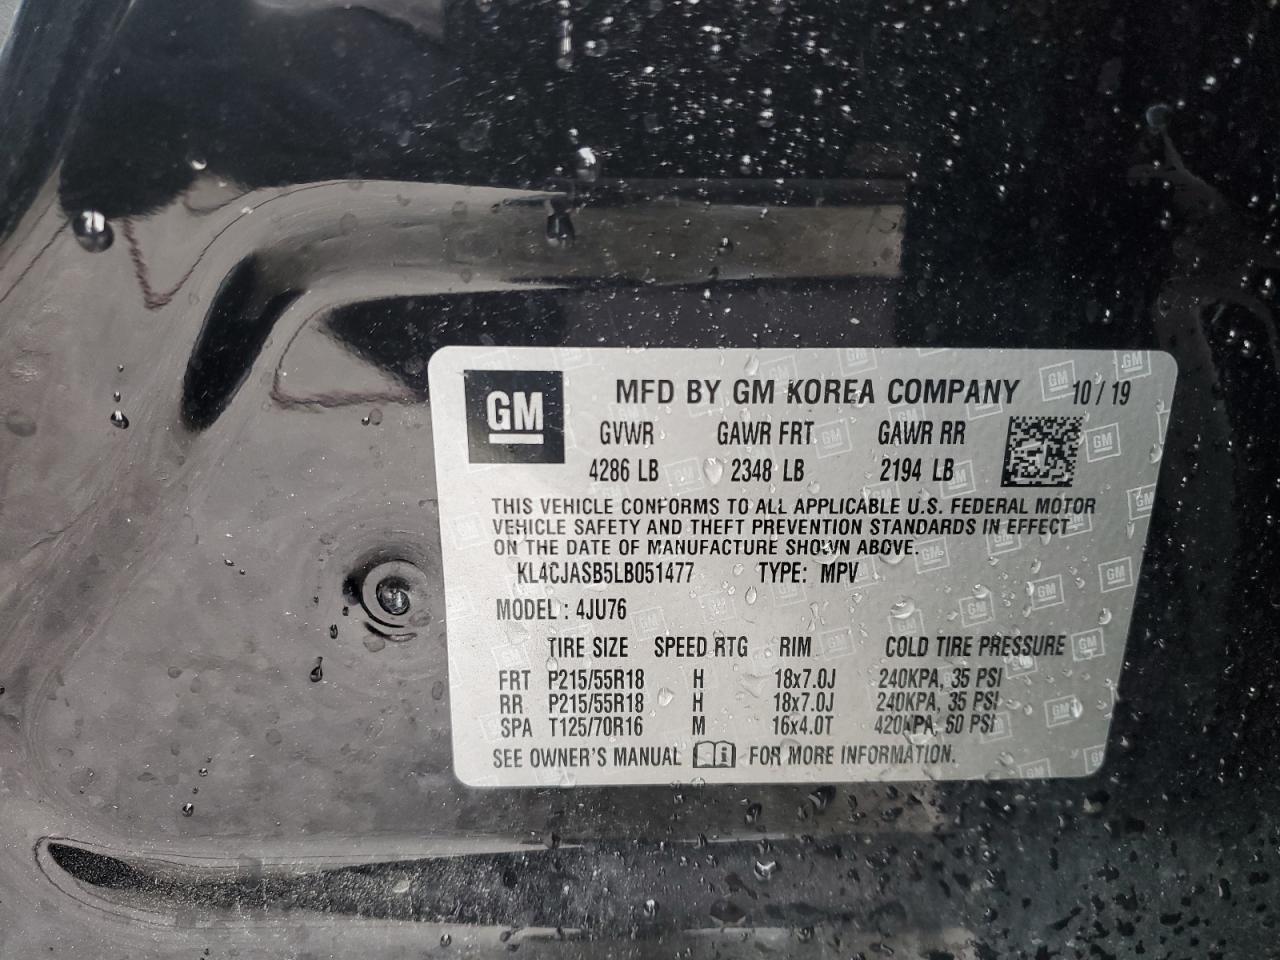 GM
MFD BY GM KOREA COMPANY 10 / 19
GVWR GAWR FRT GAWR RR
4286 LB 2348 LB 2194 LB
THIS VEHICLE CONFORMS TO ALL APPLICABLE U.S. FEDERAL MOTOR
VEHICLE SAFETY AND THEFT PREVENTION STANDARDS IN EFFECT
ON THE DATE OF MANUFACTURE SHOWN ABOVE.
KL4CJASB5LB051477 TYPE: MPV
MODEL : 4JU76
TIRE SIZE SPEED RTG RIM COLD TIRE PRESSURE
FRT P215/55R18 H 18x7.0J 240KPA, 35 PSI
RR P215/55R18 H 18x7.0J 240KPA, 35 PSI
SPA T125/70R16 M 16x4.0T 420KPA, 60 PSI
SEE OWNER'S MANUAL FOR MORE INFORMATION.